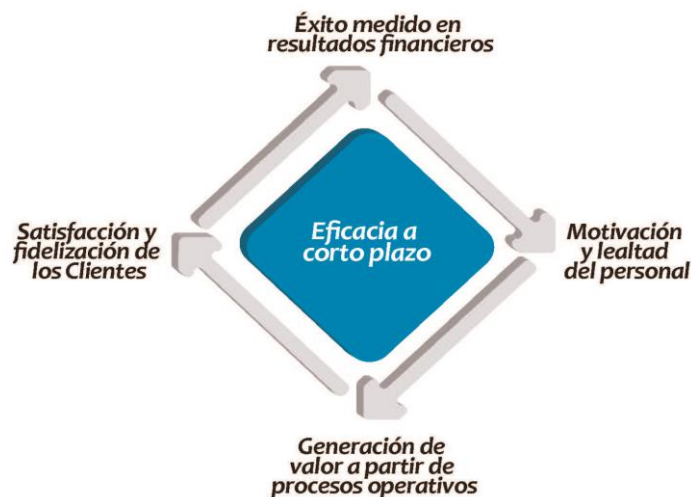 Éxito medido en
resultados financieros
Satisfacción y
fidelización de
los Clientes
Eficacia a
corto plazo
Motivación
y lealtad
del personal
Generación de
valor a partir de
procesos operativos